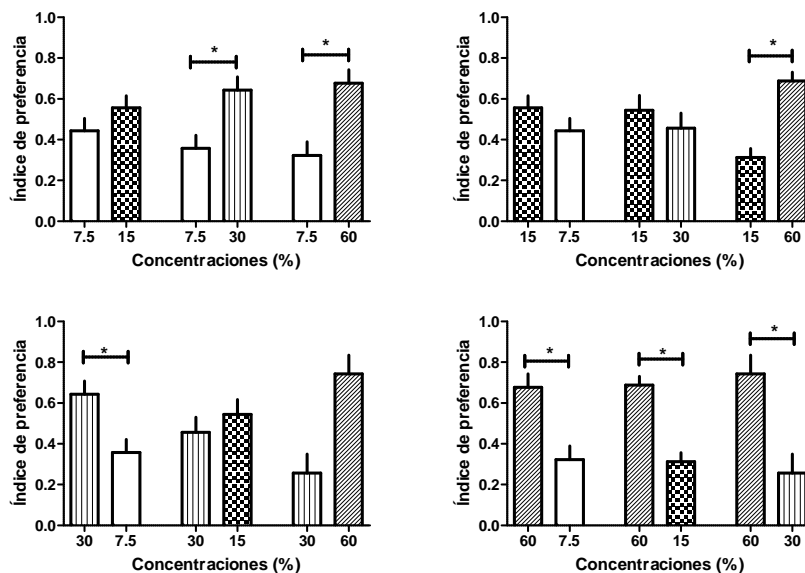 1.0
0.8
0.6
0.4
0.2
0.0
Índice de preferencia
* *
7.5 15 7.5 30 7.5 60
Concentraciones (%)
1.0
0.8
0.6
0.4
0.2
0.0
Índice de preferencia
*
15 7.5 15 30 15 60
Concentraciones (%)
1.0
0.8
0.6
0.4
0.2
0.0
Índice de preferencia
*
30 7.5 30 15 30 60
Concentraciones (%)
1.0
0.8
0.6
0.4
0.2
0.0
Índice de preferencia
* * *
60 7.5 60 15 60 30
Concentraciones (%)